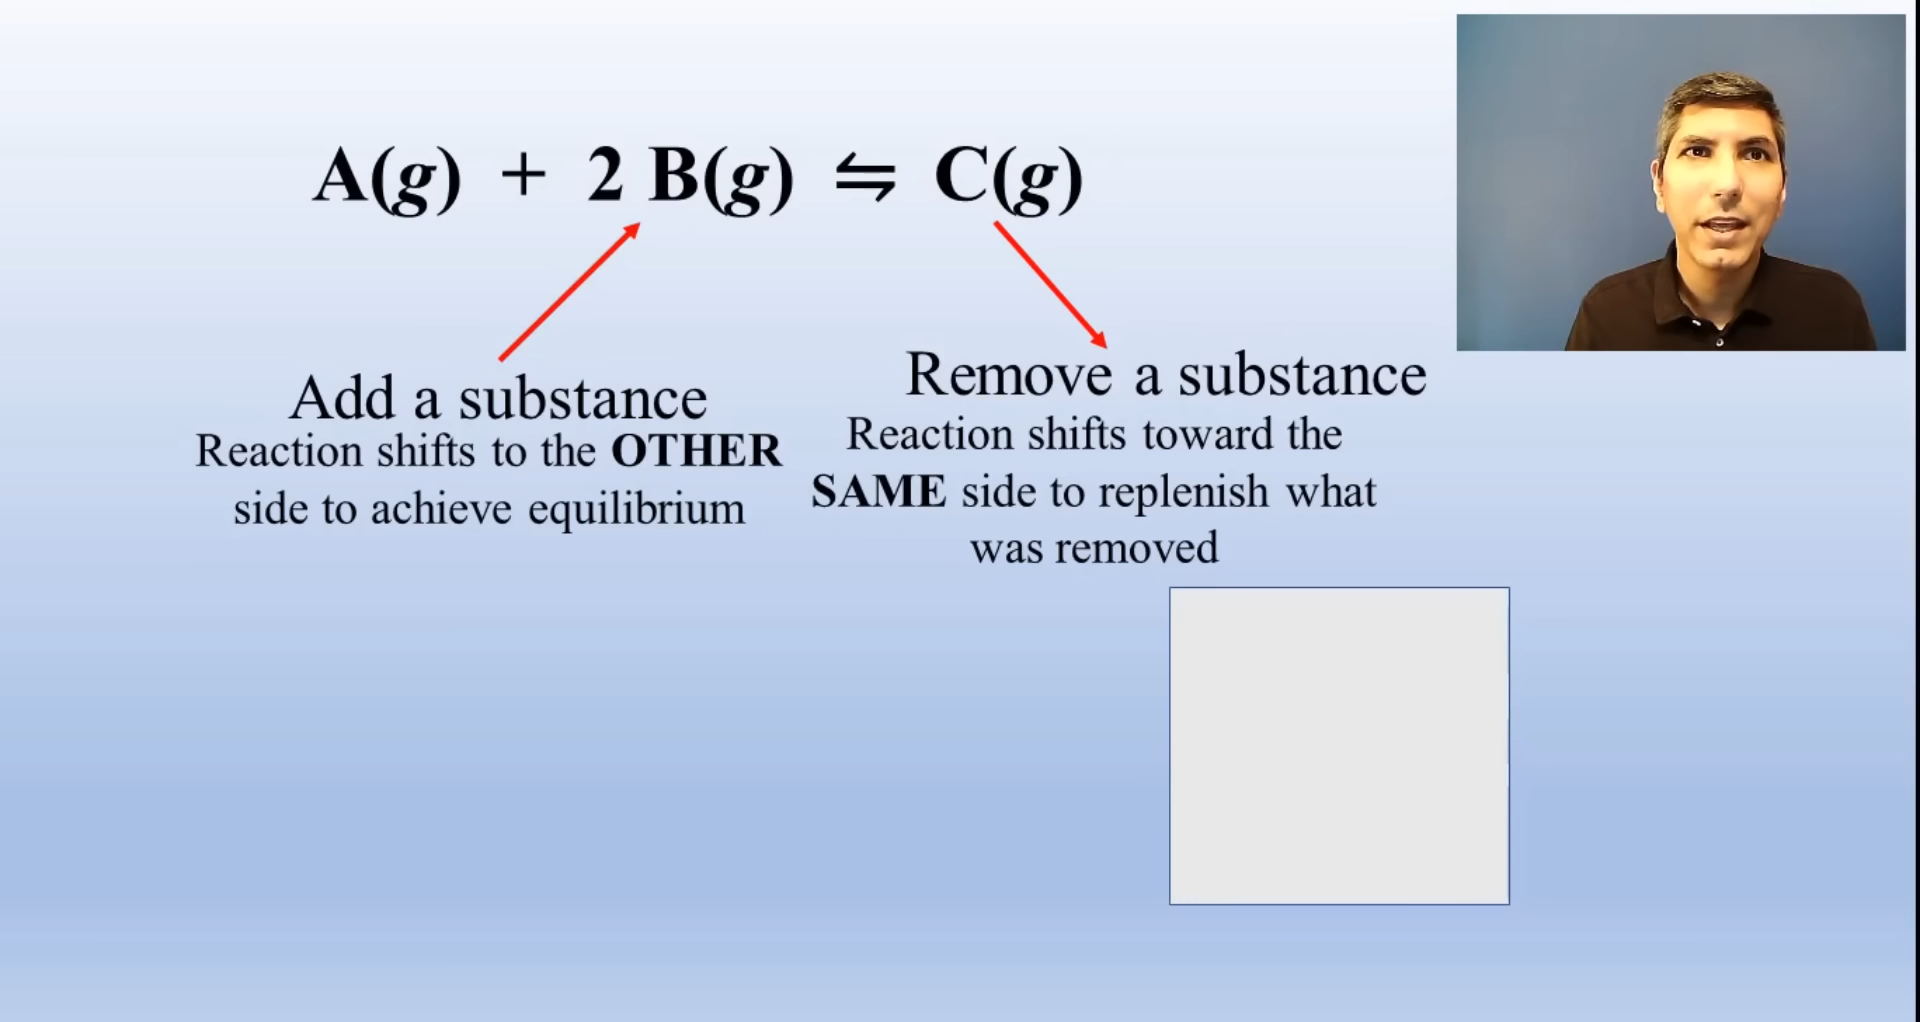 A(g) + 2 B(g) ⇋ C(g)
Add a substance
Reaction shifts to the OTHER
side to achieve equilibrium
Remove a substance
Reaction shifts toward the
SAME side to replenish what
was removed